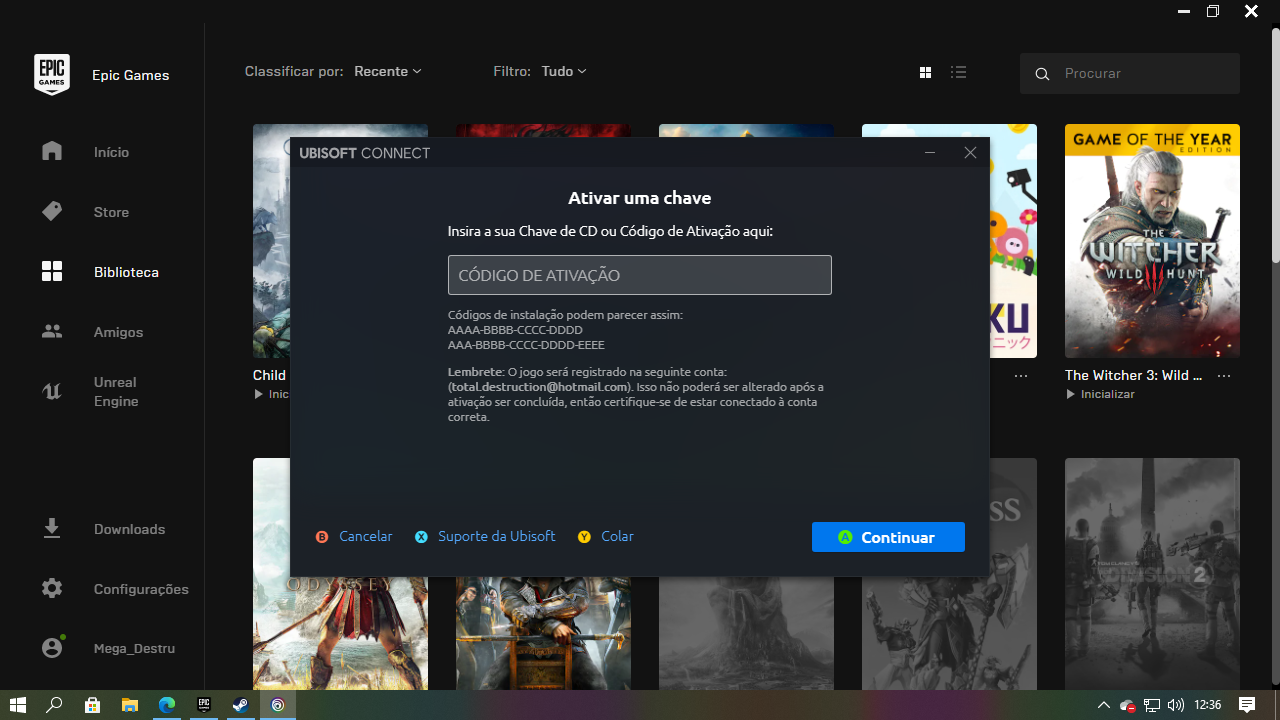 EPIC
GAMES
Epic Games
Início
Store
Biblioteca
Amigos
Unreal
Engine
Downloads
Configurações
Mega_Destru
Classificar por: Recente
Filtro: Tudo
Procurar
UBISOFT CONNECT
Ativar uma chave
Insira a sua Chave de CD ou Código de Ativação aqui:
CÓDIGO DE ATIVAÇÃO
Códigos de instalação podem parecer assim:
AAAA-BBBB-CCCC-DDDD
AAA-BBBB-CCCC-DDDD-EEEE
Lembrete: O jogo será registrado na seguinte conta:
(total.destruction@hotmail.com). Isso não poderá ser alterado após a
ativação ser concluída, então certifique-se de estar conectado à conta
correta.
B Cancelar
X Suporte da Ubisoft
Y Colar
A Continuar
GAME OF THE YEAR
EDITION
THE
WITCHER
WILD HUNT
KU
ニック
Child
Inic
...
The Witcher 3: Wild ...
...
Inicializar
ODYSSEY
SS
DIVISION 2
EPIC
GAMES
12:36